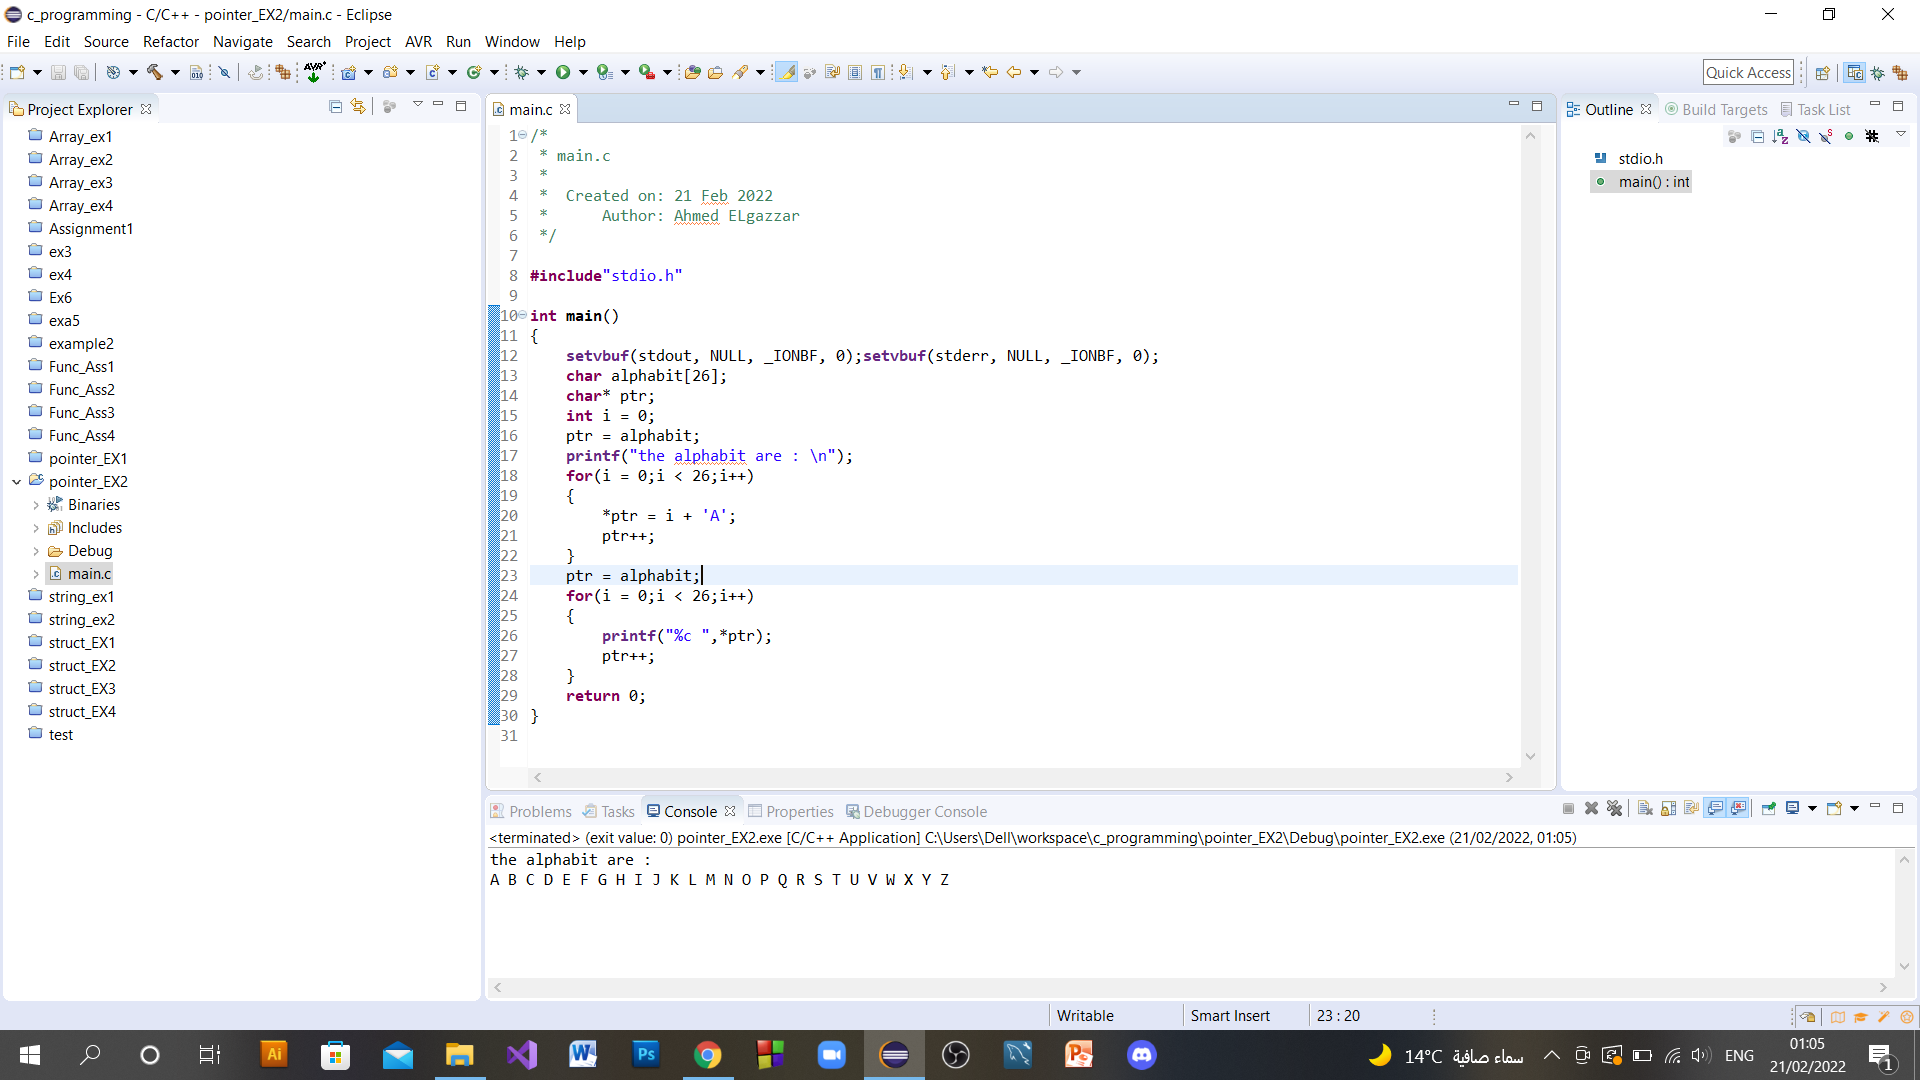 c_programming - C/C++ - pointer_EX2/main.c - Eclipse
File Edit Source Refactor Navigate Search Project AVR Run Window Help
Quick Access
Project Explorer
Array_ex1
Array_ex2
Array_ex3
Array_ex4
Assignment1
ex3
ex4
Ex6
exa5
example2
Func_Ass1
Func_Ass2
Func_Ass3
Func_Ass4
pointer_EX1
pointer_EX2
Binaries
Includes
Debug
main.c
string_ex1
string_ex2
struct_EX1
struct_EX2
struct_EX3
struct_EX4
test
main.c
1 /*
2  * main.c
3  *
4  *  Created on: 21 Feb 2022
5  *      Author: Ahmed ELgazzar
6  */
7
8 #include"stdio.h"
9
10 int main()
11 {
12     setvbuf(stdout, NULL, _IONBF, 0);setvbuf(stderr, NULL, _IONBF, 0);
13     char alphabit[26];
14     char* ptr;
15     int i = 0;
16     ptr = alphabit;
17     printf("the alphabit are : \n");
18     for(i = 0;i < 26;i++)
19     {
20         *ptr = i + 'A';
21         ptr++;
22     }
23     ptr = alphabit;
24     for(i = 0;i < 26;i++)
25     {
26         printf("%c ",*ptr);
27         ptr++;
28     }
29     return 0;
30 }
31
Outline Build Targets Task List
stdio.h
main() : int
Problems Tasks Console Properties Debugger Console
<terminated> (exit value: 0) pointer_EX2.exe [C/C++ Application] C:\Users\Dell\workspace\c_programming\pointer_EX2\Debug\pointer_EX2.exe (21/02/2022, 01:05)
the alphabit are :
A B C D E F G H I J K L M N O P Q R S T U V W X Y Z
Writable Smart Insert 23 : 20
14°C سماء صافية ENG 01:05
21/02/2022
1